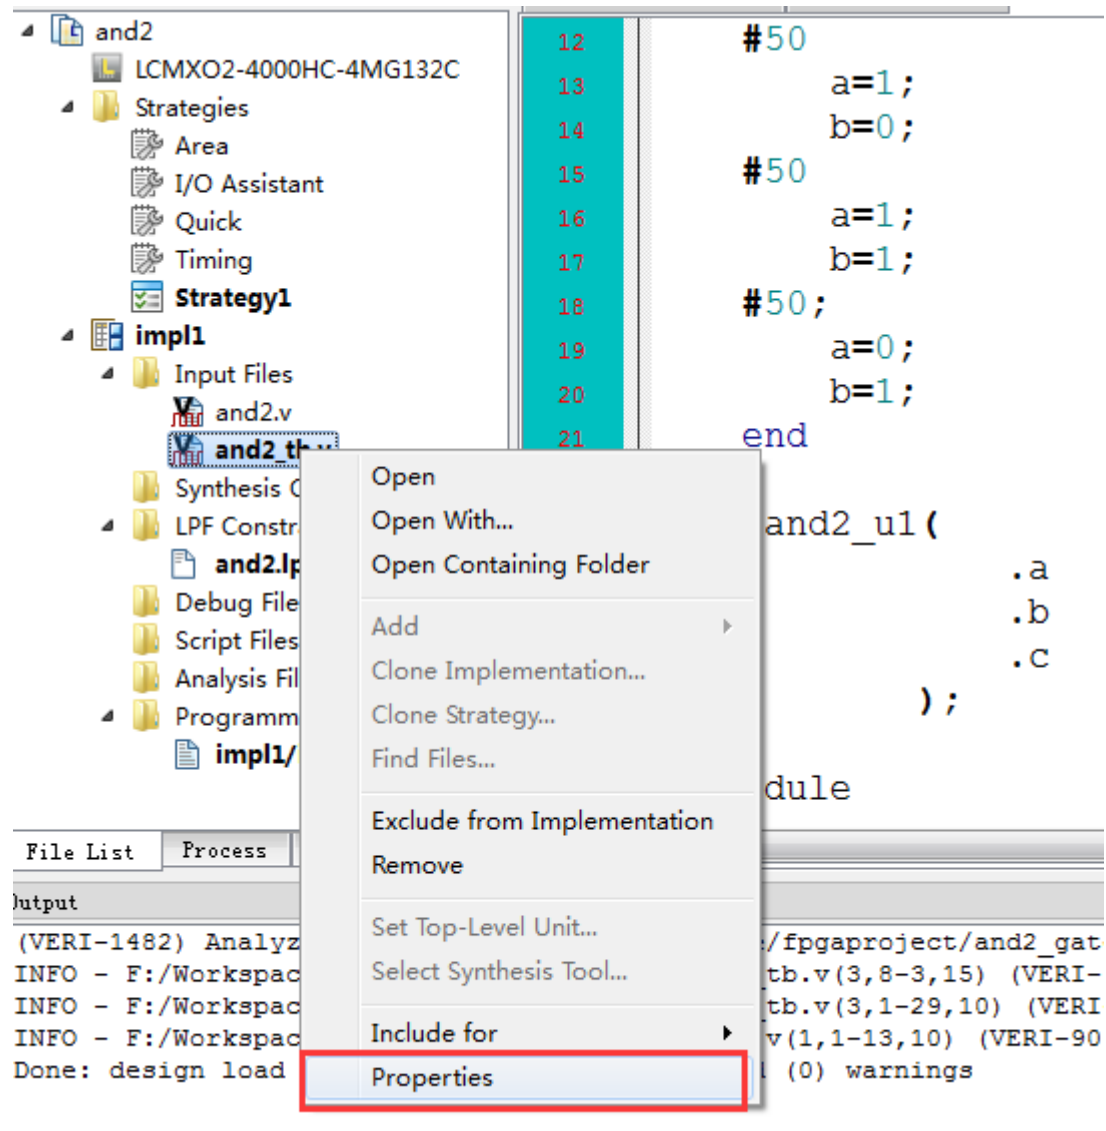 and2
LCMXO2-4000HC-4MG132C
Strategies
Area
I/O Assistant
Quick
Timing
Strategy1
impl1
Input Files
and2.v
and2_tb.v
Synthesis C
LPF Constr
and2.lp
Debug File
Script Files
Analysis Fil
Programm
impl1/
File List
Process
12 #50
13 a=1;
14 b=0;
15 #50
16 a=1;
17 b=1;
18 #50;
19 a=0;
20 b=1;
21 end
and2_u1(
.a
.b
.c
);
dule
Open
Open With...
Open Containing Folder
Add
Clone Implementation...
Clone Strategy...
Find Files...
Exclude from Implementation
Remove
Set Top-Level Unit...
Select Synthesis Tool...
Include for
Properties
Output
(VERI-1482) Analyz /fpgaproject/and2_gat
INFO - F:/Workspac tb.v(3,8-3,15) (VERI-
INFO - F:/Workspac tb.v(3,1-29,10) (VERI
INFO - F:/Workspac v(1,1-13,10) (VERI-90
Done: design load (0) warnings